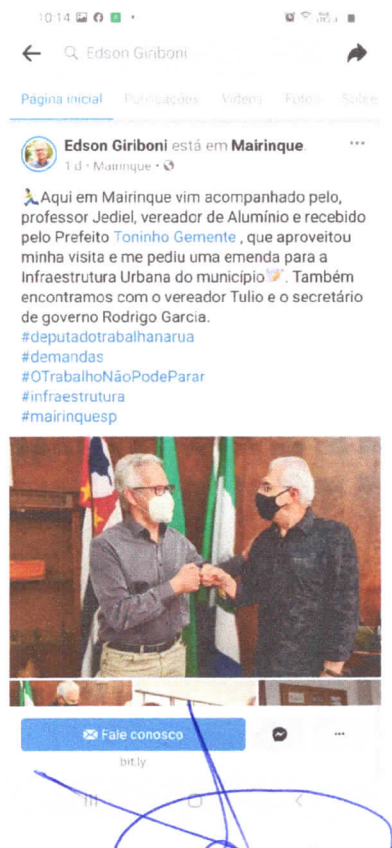 10:14
Edson Giriboni
Página inicial Publicações Vídeos Fotos Sobre
Edson Giriboni está em Mairinque.
1 d · Mairinque ·
Aqui em Mairinque vim acompanhado pelo,
professor Jediel, vereador de Alumínio e recebido
pelo Prefeito Toninho Gemente , que aproveitou
minha visita e me pediu uma emenda para a
Infraestrutura Urbana do município. Também
encontramos com o vereador Tulio e o secretário
de governo Rodrigo Garcia.
#deputadotrabalhanarua
#demandas
#OTrabalhoNãoPodeParar
#infraestrutura
#mairinquesp
Fale conosco
bit.ly